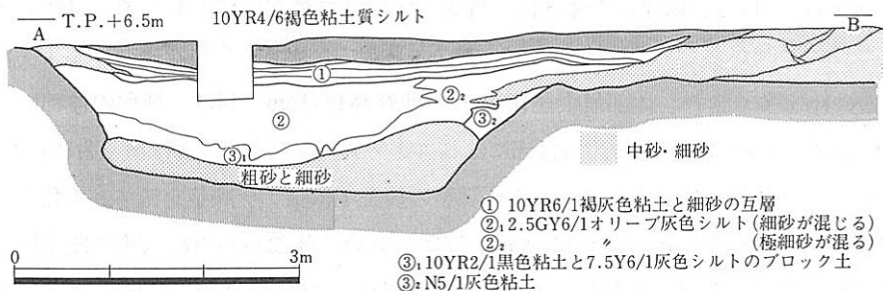 T.P.+6.5m 10YR4/6褐色粘土質シルト
A B
①
②₂
②
③₂
③₁
粗砂と細砂
中砂・細砂
① 10YR6/1褐灰色粘土と細砂の互層
②₁ 2.5GY6/1オリーブ灰色シルト(細砂が混じる)
②₂ 〃 (極細砂が混る)
③₁ 10YR2/1黒色粘土と7.5Y6/1灰色シルトのブロック土
③₂ N5/1灰色粘土
0 3m